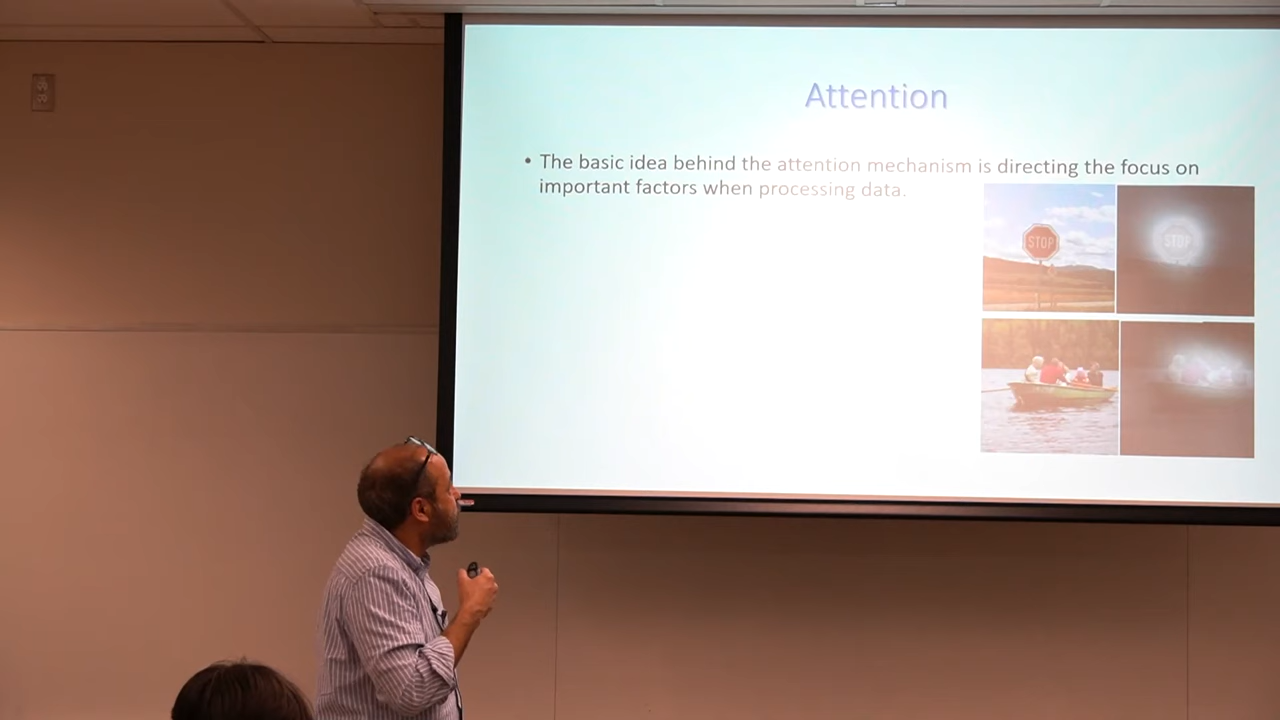 Attention
• The basic idea behind the attention mechanism is directing the focus on
important factors when processing data.
STOP
STOP